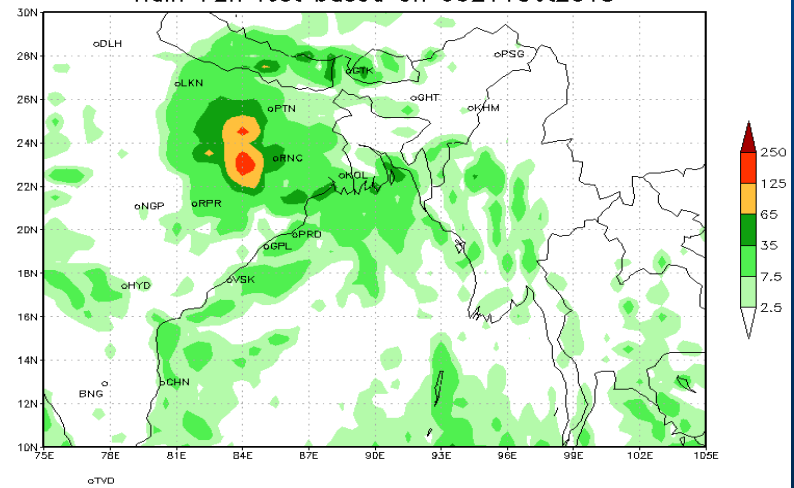 based on
30N
DLH
PSG
28N
GTK
LKN
26N
PTN
GHT
KHM
24N
RNC
250
KOL
22N
125
NGP
RPR
65
20N
PRD
GPL
35
18N
HYD
VSK
7.5
16N
2.5
14N
CHN
BNG
12N
10N
75E 78E 81E 84E 87E 90E 93E 96E 99E 102E 105E
TVD